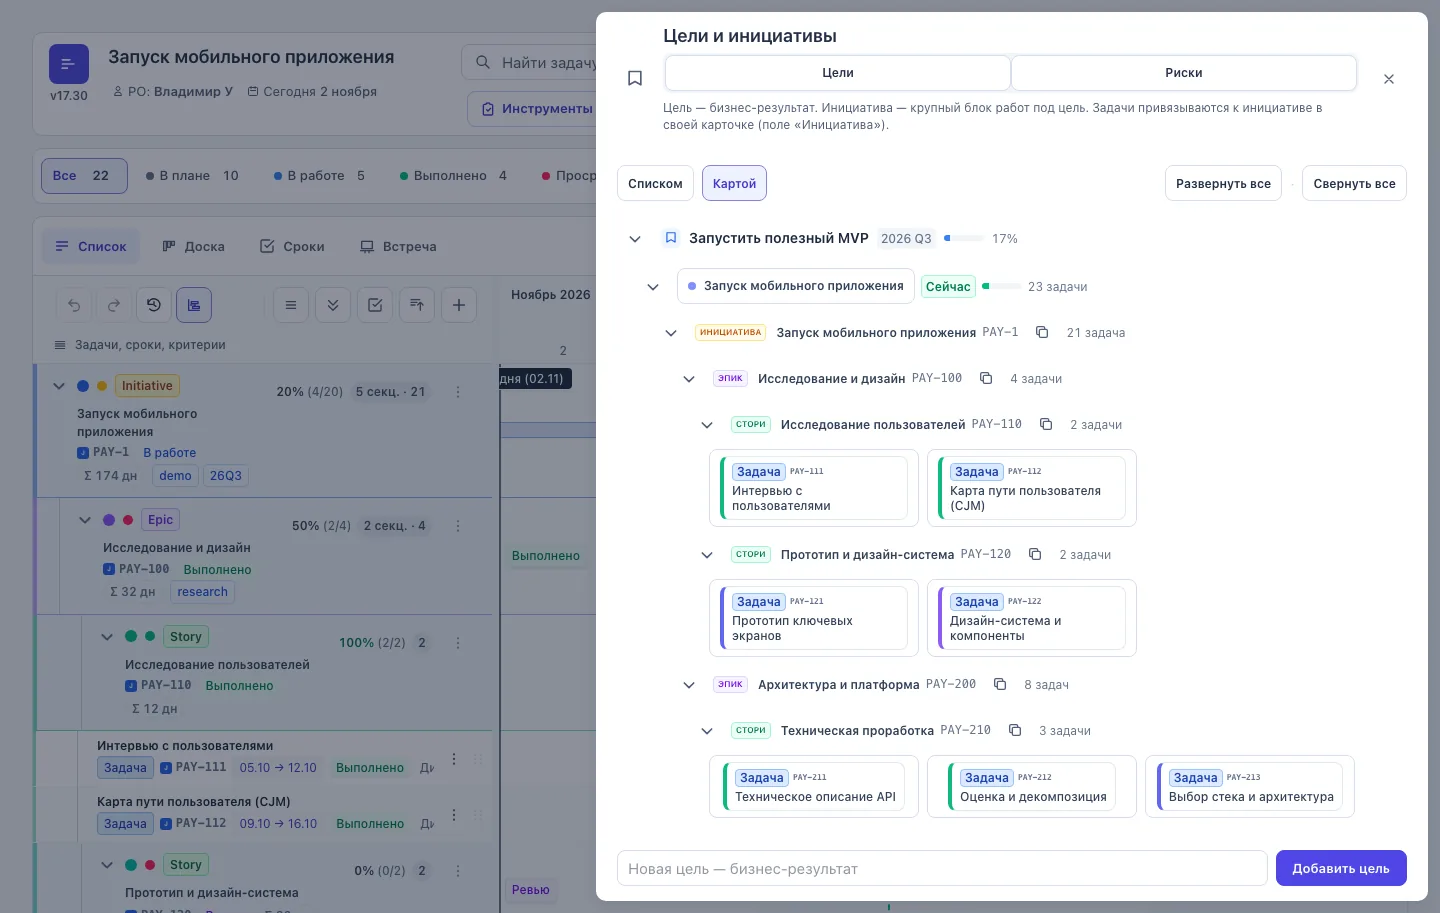 Запуск мобильного приложения
v17.30
PO: Владимир У
Сегодня 2 ноября
Найти задачу
Инструменты
Все 22
В плане 10
В работе 5
Выполнено 4
Проср
Список
Доска
Сроки
Встреча
Ноябрь 2026
Задачи, сроки, критерии
2
дня (02.11)
Initiative
20% (4/20)
5 секц. · 21
Запуск мобильного
приложения
PAY-1 В работе
Σ 174 дн demo 26Q3
Epic
50% (2/4)
2 секц. · 4
Исследование и дизайн
PAY-100 Выполнено
Σ 32 дн research
Выполнено
Story
100% (2/2) 2
Исследование пользователей
PAY-110 Выполнено
Σ 12 дн
Интервью с пользователями
Задача PAY-111 05.10 → 12.10 Выполнено
Карта пути пользователя (CJM)
Задача PAY-112 09.10 → 16.10 Выполнено
Story
0% (0/2) 2
Прототип и дизайн-система
Ревью
Цели и инициативы
Цели
Риски
Цель — бизнес-результат. Инициатива — крупный блок работ под цель. Задачи привязываются к инициативе в
своей карточке (поле «Инициатива»).
Списком
Картой
Развернуть все
·
Свернуть все
Запустить полезный MVP 2026 Q3 17%
Запуск мобильного приложения Сейчас 23 задачи
ИНИЦИАТИВА Запуск мобильного приложения PAY-1 21 задача
ЭПИК Исследование и дизайн PAY-100 4 задачи
СТОРИ Исследование пользователей PAY-110 2 задачи
Задача PAY-111
Интервью с
пользователями
Задача PAY-112
Карта пути пользователя
(CJM)
СТОРИ Прототип и дизайн-система PAY-120 2 задачи
Задача PAY-121
Прототип ключевых
экранов
Задача PAY-122
Дизайн-система и
компоненты
ЭПИК Архитектура и платформа PAY-200 8 задач
СТОРИ Техническая проработка PAY-210 3 задачи
Задача PAY-211
Техническое описание API
Задача PAY-212
Оценка и декомпозиция
Задача PAY-213
Выбор стека и архитектура
Новая цель — бизнес-результат
Добавить цель